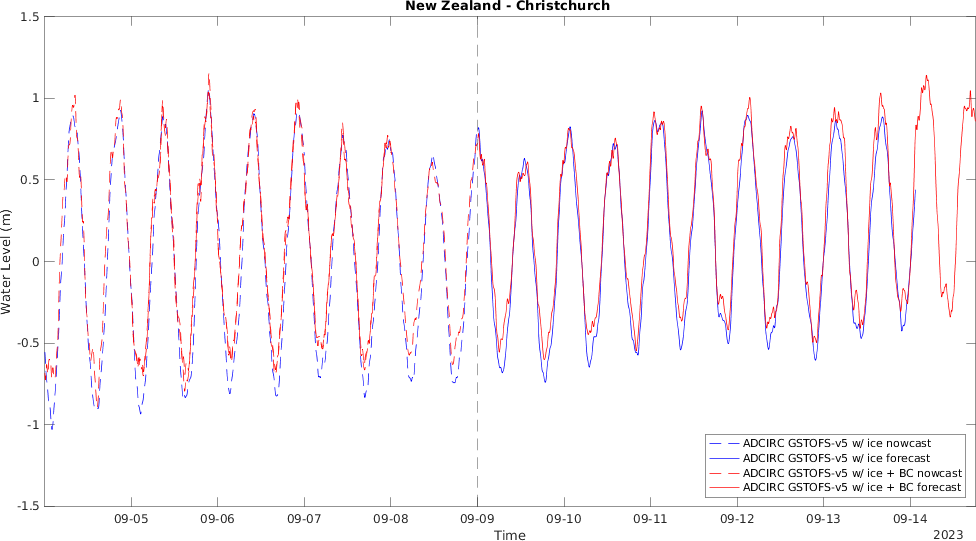 New Zealand - Christchurch
1.5
1
0.5
0
-0.5
-1
-1.5
Water Level (m)
ADCIRC GSTOFS-v5 w/ ice nowcast
ADCIRC GSTOFS-v5 w/ ice forecast
ADCIRC GSTOFS-v5 w/ ice + BC nowcast
ADCIRC GSTOFS-v5 w/ ice + BC forecast
09-05 09-06 09-07 09-08 09-09 09-10 09-11 09-12 09-13 09-14
Time
2023